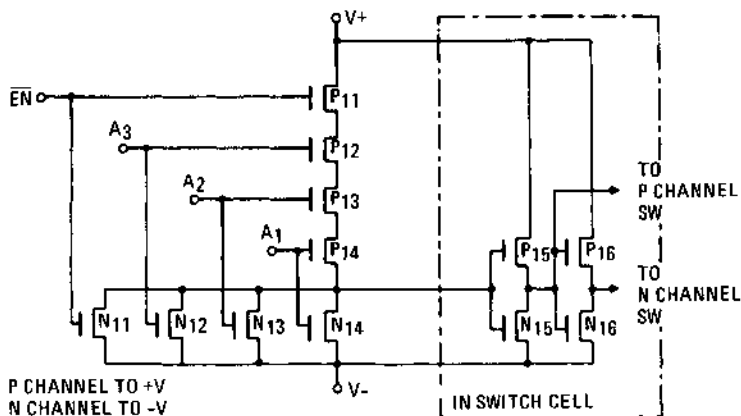 V+
EN
P11
A3
P12
A2
P13
A1
P14
P15
P16
TO
P CHANNEL
SW
TO
N CHANNEL
SW
N11
N12
N13
N14
N15
N16
P CHANNEL TO +V
N CHANNEL TO -V
V-
IN SWITCH CELL